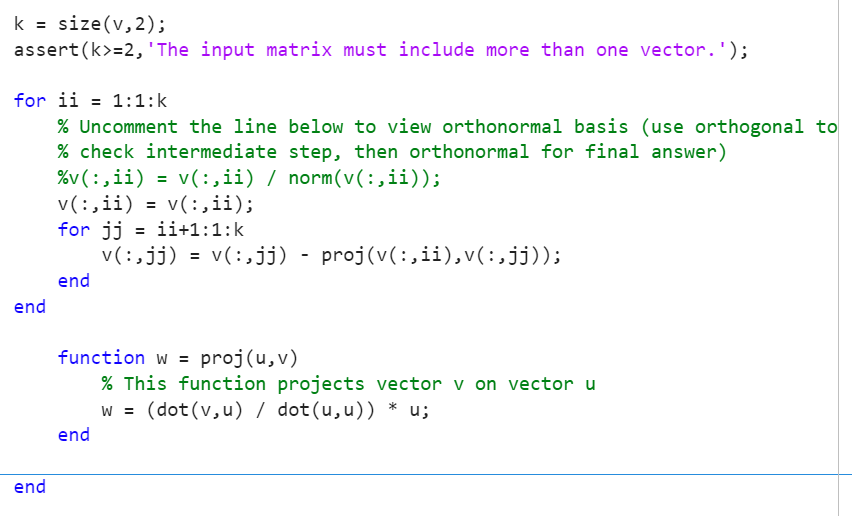 k = size(v,2);
assert(k>=2,'The input matrix must include more than one vector.');
for ii = 1:1:k
% Uncomment the line below to view orthonormal basis (use orthogonal to
% check intermediate step, then orthonormal for final answer)
%v(:,ii) = v(:,ii) / norm(v(:,ii));
v(:,ii) = v(:,ii);
for jj = ii+1:1:k
v(:,jj) = v(:,jj) - proj(v(:,ii),v(:,jj));
end
end
function w = proj(u,v)
% This function projects vector v on vector u
w = (dot(v,u) / dot(u,u)) * u;
end
end